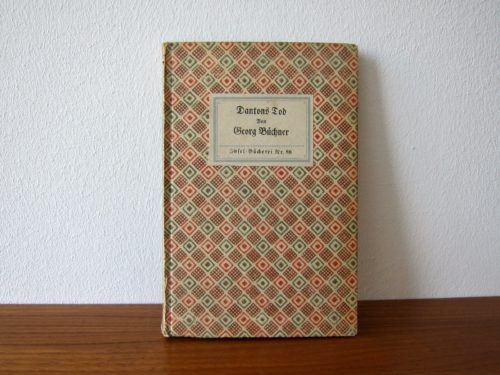 Dantons Tod
Von
Georg Büchner
Insel-Bücherei Nr. 88